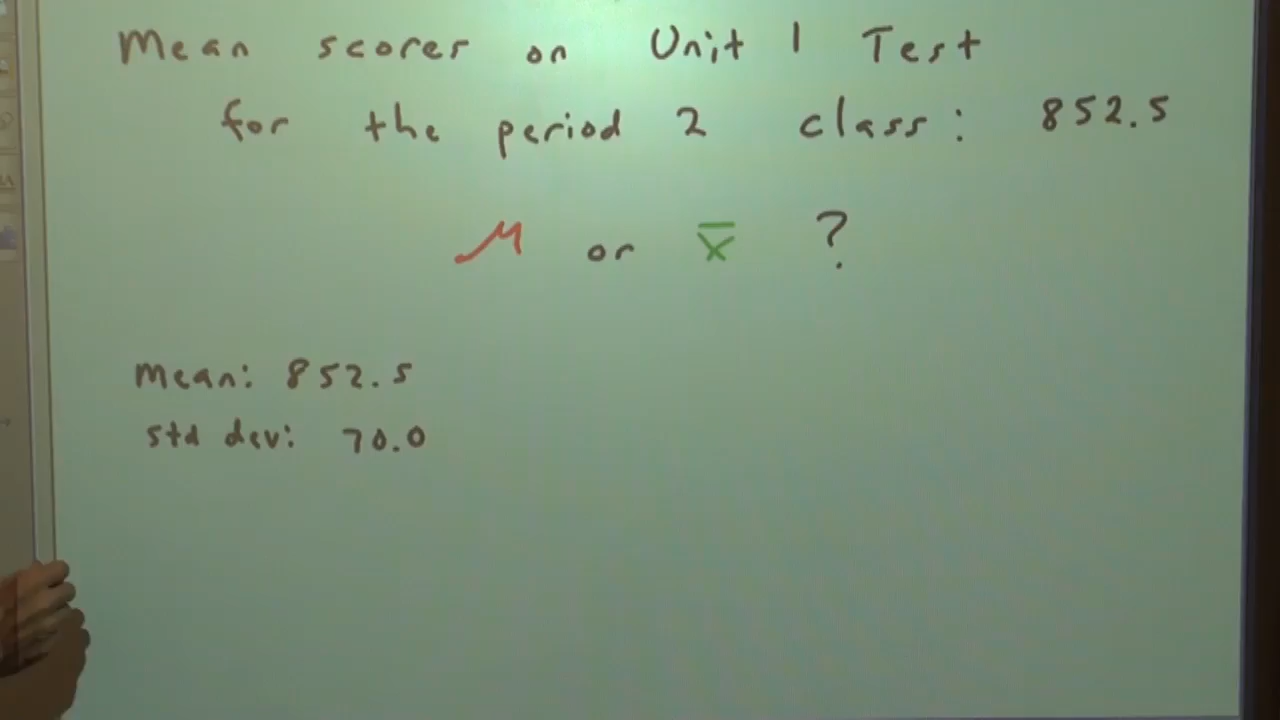 Mean scores on Unit 1 Test
for the period 2 class: 852.5
μ or x̅ ?
mean: 852.5
std dev: 70.0